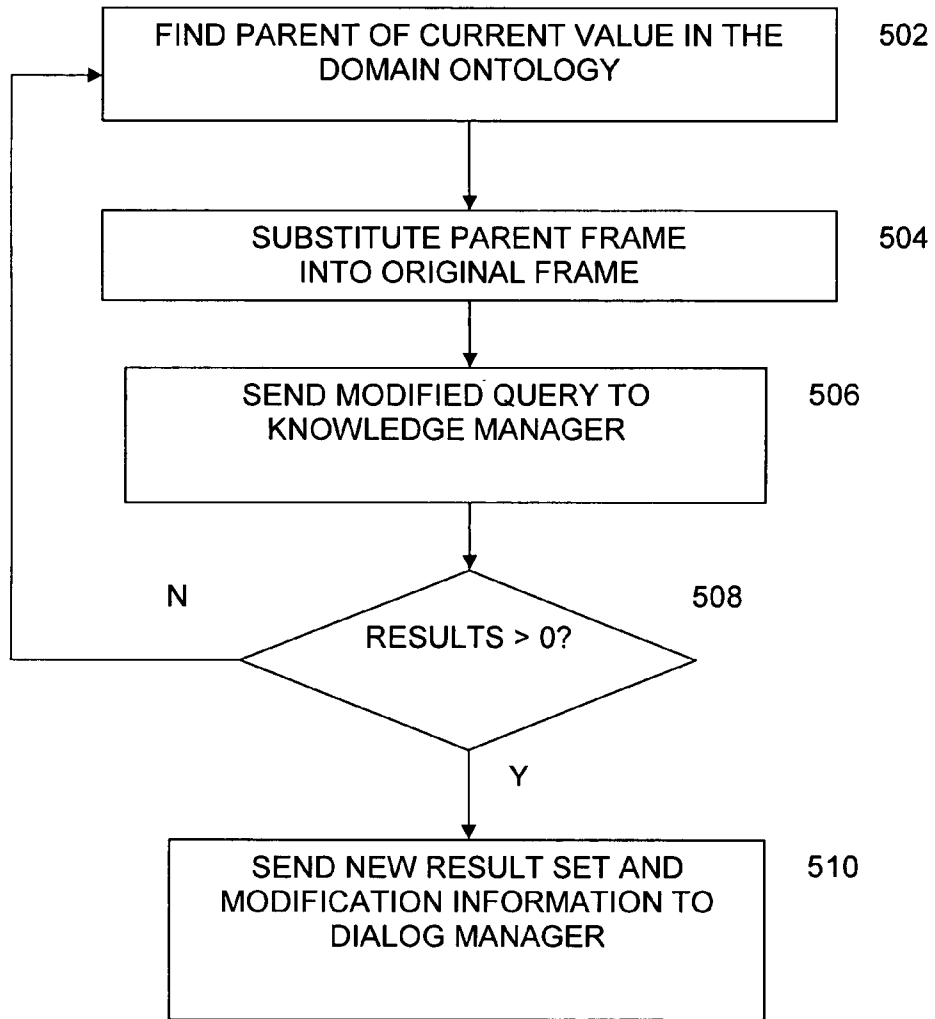 FIND PARENT OF CURRENT VALUE IN THE
DOMAIN ONTOLOGY
502
SUBSTITUTE PARENT FRAME
INTO ORIGINAL FRAME
504
SEND MODIFIED QUERY TO
KNOWLEDGE MANAGER
506
N
508
RESULTS > 0?
Y
SEND NEW RESULT SET AND
MODIFICATION INFORMATION TO
DIALOG MANAGER
510